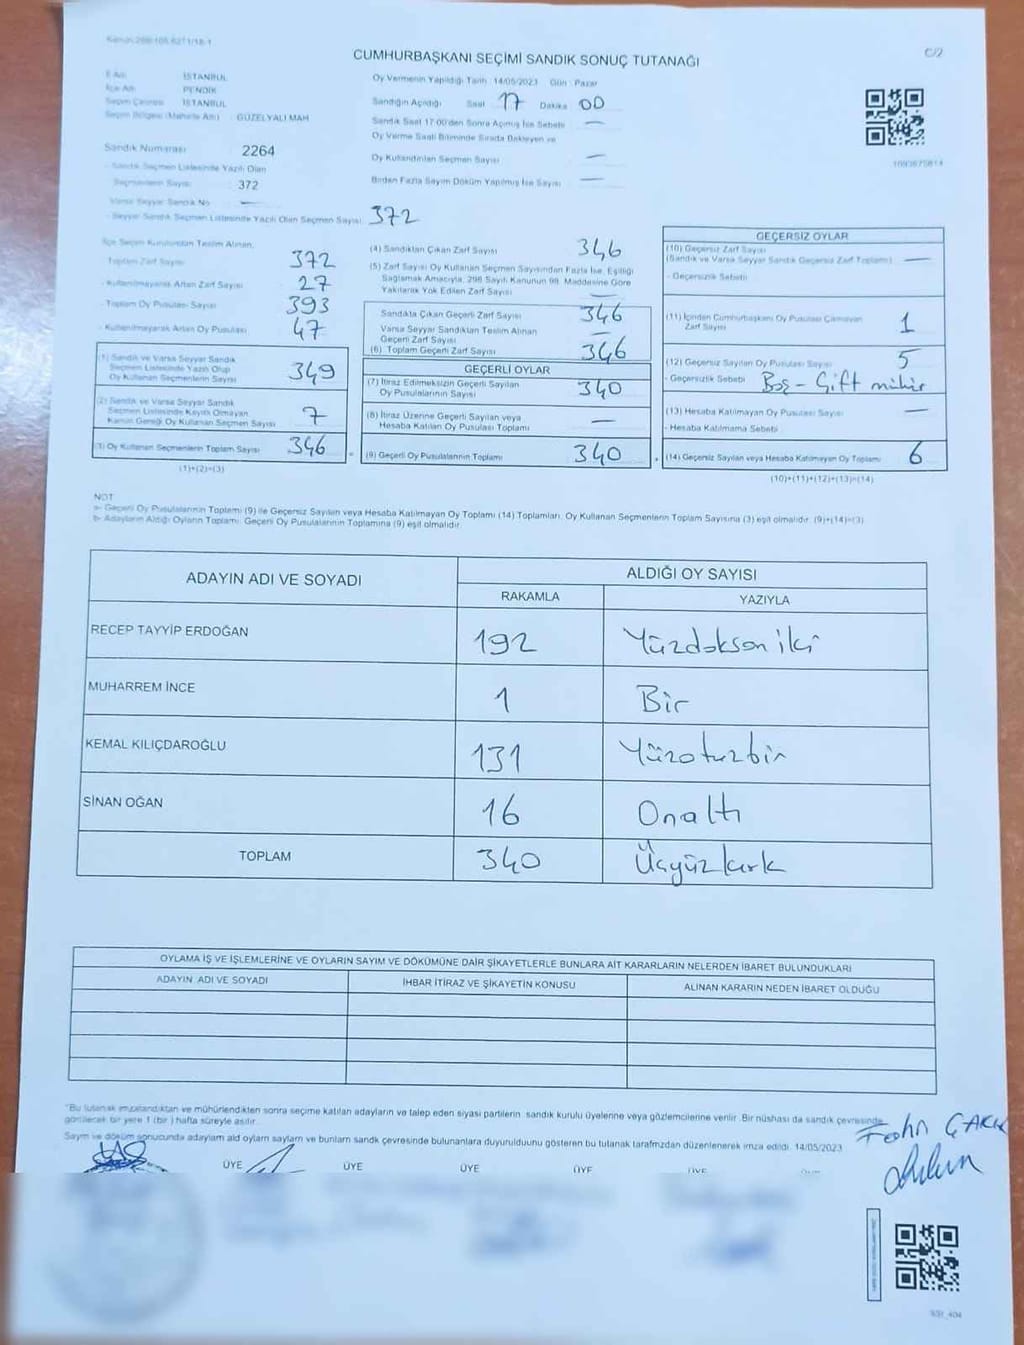 C/2
CUMHURBAŞKANI SEÇİMİ SANDIK SONUÇ TUTANAĞI
İl Adı İSTANBUL
İlçe Adı PENDİK
Seçim Çevresi İSTANBUL
Seçim Bölgesi (Mahalle Adı) GÜZELYALI MAH
Sandık Numarası 2264
- Sandık Seçmen Listesinde Yazılı Olan
Seçmenlerin Sayısı 372
Varsa Seyyar Sandık No —
- Seyyar Sandık Seçmen Listesinde Yazılı Olan Seçmen Sayısı 372
Oy Vermenin Yapıldığı Tarih 14/05/2023 Gün : Pazar
Sandığın Açıldığı Saat 17 Dakika 00
Sandık Saat 17:00'den Sonra Açılmış İse Sebebi —
Oy Verme Saati Bitiminde Sırada Bekleyen ve
Oy Kullandırılan Seçmen Sayısı —
Birden Fazla Sayım Döküm Yapılmış İse Sayısı —
İlçe Seçim Kurulundan Teslim Alınan,
Toplam Zarf Sayısı 372
- Kullanılmayarak Artan Zarf Sayısı 27
- Toplam Oy Pusulası Sayısı 393
- Kullanılmayarak Artan Oy Pusulası 47
(1) Sandık ve Varsa Seyyar Sandık
Seçmen Listesinde Yazılı Olup
Oy Kullanan Seçmenlerin Sayısı 349
(2) Sandık ve Varsa Seyyar Sandık
Seçmen Listesinde Kayıtlı Olmayan
Kanun Gereği Oy Kullanan Seçmen Sayısı 7
(3) Oy Kullanan Seçmenlerin Toplam Sayısı 346
(1)+(2)=(3)
(4) Sandıktan Çıkan Zarf Sayısı 346
(5) Zarf Sayısı Oy Kullanan Seçmen Sayısından Fazla İse, Eşitliği
Sağlamak Amacıyla, 298 Sayılı Kanunun 98. Maddesine Göre
Yakılarak Yok Edilen Zarf Sayısı —
Sandıkta Çıkan Geçerli Zarf Sayısı 346
Varsa Seyyar Sandıktan Teslim Alınan
Geçerli Zarf Sayısı —
(6) Toplam Geçerli Zarf Sayısı 346
GEÇERLİ OYLAR
(7) İtiraz Edilmeksizin Geçerli Sayılan
Oy Pusulalarının Sayısı 340
(8) İtiraz Üzerine Geçerli Sayılan veya
Hesaba Katılan Oy Pusulası Toplamı —
(9) Geçerli Oy Pusulalarının Toplamı 340
GEÇERSİZ OYLAR
(10) Geçersiz Zarf Sayısı
(Sandık ve Varsa Seyyar Sandık Geçersiz Zarf Toplamı) —
- Geçersizlik Sebebi
(11) İçinden Cumhurbaşkanı Oy Pusulası Çıkmayan
Zarf Sayısı 1
(12) Geçersiz Sayılan Oy Pusulası Sayısı 5
- Geçersizlik Sebebi Boş - Çift mühür
(13) Hesaba Katılmayan Oy Pusulası Sayısı —
- Hesaba Katılmama Sebebi
(14) Geçersiz Sayılan veya Hesaba Katılmayan Oy Toplamı 6
(10)+(11)+(12)+(13)=(14)
NOT
a- Geçerli Oy Pusulalarının Toplamı (9) ile Geçersiz Sayılan veya Hesaba Katılmayan Oy Toplamı (14) Toplamları, Oy Kullanan Seçmenlerin Toplam Sayısına (3) eşit olmalıdır. (9)+(14)=(3)
b- Adayların Aldığı Oyların Toplamı, Geçerli Oy Pusulalarının Toplamına (9) eşit olmalıdır.
ADAYIN ADI VE SOYADI ALDIĞI OY SAYISI
RAKAMLA YAZIYLA
RECEP TAYYİP ERDOĞAN 192 Yüzdoksaniki
MUHARREM İNCE 1 Bir
KEMAL KILIÇDAROĞLU 131 Yüzotuzbir
SİNAN OĞAN 16 Onaltı
TOPLAM 340 Üçyüzkırk
OYLAMA İŞ VE İŞLEMLERİNE VE OYLARIN SAYIM VE DÖKÜMÜNE DAİR ŞİKAYETLERLE BUNLARA AİT KARARLARIN NELERDEN İBARET BULUNDUKLARI
ADAYIN ADI VE SOYADI İHBAR İTİRAZ VE ŞİKAYETİN KONUSU ALINAN KARARIN NEDEN İBARET OLDUĞU
"Bu tutanak imzalandıktan ve mühürlendikten sonra seçime katılan adayların ve talep eden siyasi partilerin sandık kurulu üyelerine veya gözlemcilerine verilir. Bir nüshası da sandık çevresinde
görülecek bir yere 1 (bir) hafta süreyle asılır.
Sayım ve döküm sonucunda adayların aldı oyların sayıların ve bunların sandık çevresinde bulunanlara duyurulduunu gösteren bu tutanak tarafmzdan düzenlenerek imza edildi. 14/05/2023
ÜYE ÜYE ÜYE ÜYE ÜYE